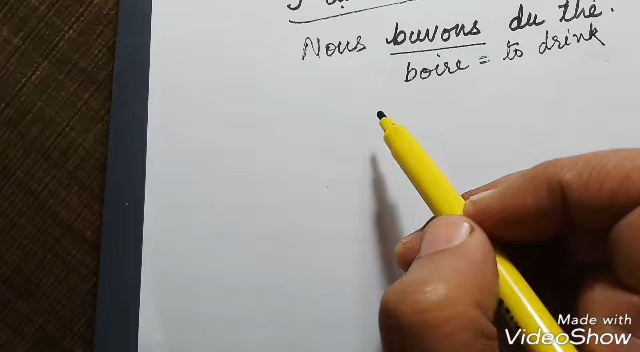 Nous buvons du thé.
boire = to drink
Made with
VideoShow